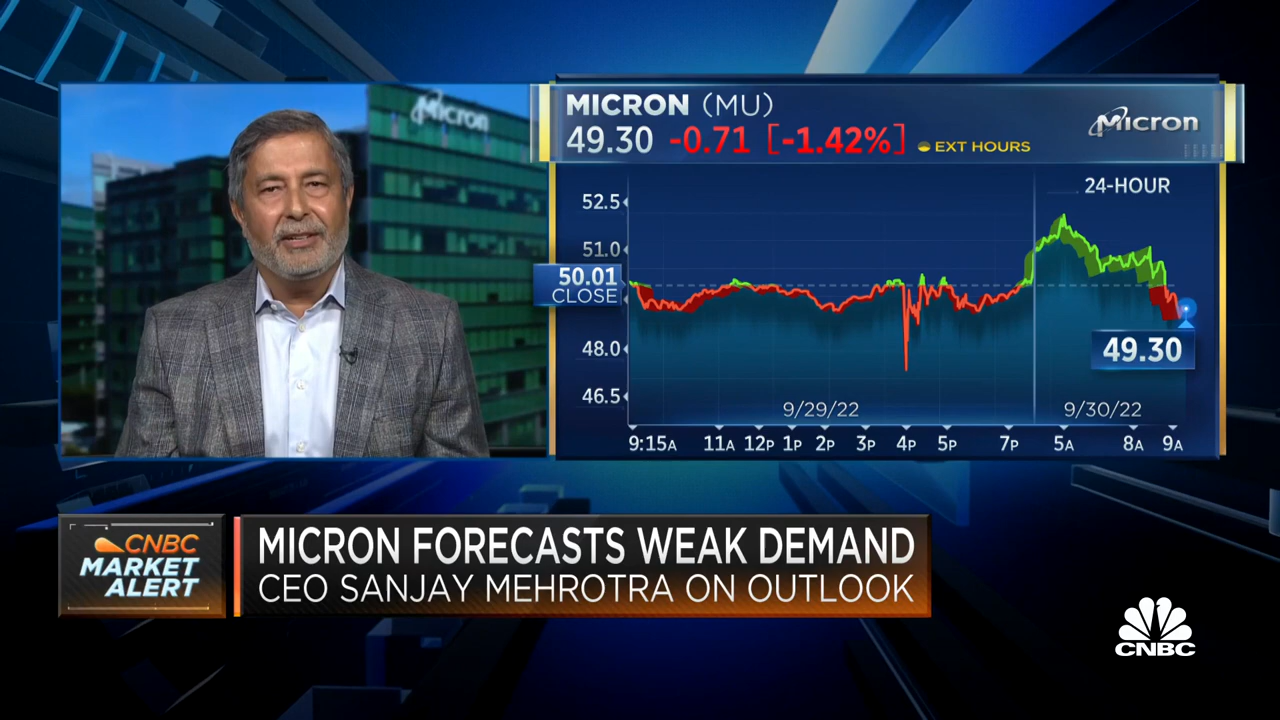 Micron
MICRON (MU)
49.30 -0.71 [-1.42%] EXT HOURS
Micron
24-HOUR
52.5
51.0
50.01
CLOSE
48.0
49.30
46.5
9/29/22 9/30/22
9:15A 11A 12P 1P 2P 3P 4P 5P 7P 5A 8A 9A
CNBC
MARKET
ALERT
MICRON FORECASTS WEAK DEMAND
CEO SANJAY MEHROTRA ON OUTLOOK
CNBC